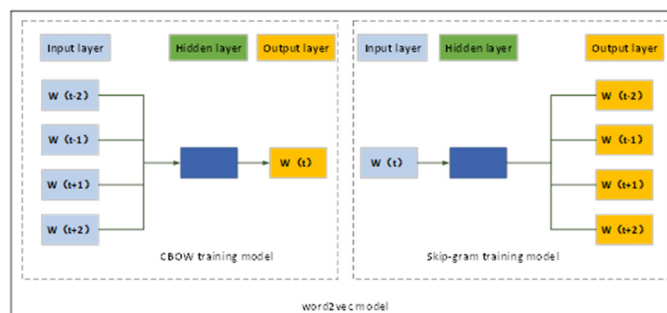 Input layer Hidden layer Output layer
W（t-2）
W（t-1）
W（t+1）
W（t+2）
W（t）
CBOW training model
Input layer Hidden layer Output layer
W（t）
W（t-2）
W（t-1）
W（t+1）
W（t+2）
Skip-gram training model
word2vec model